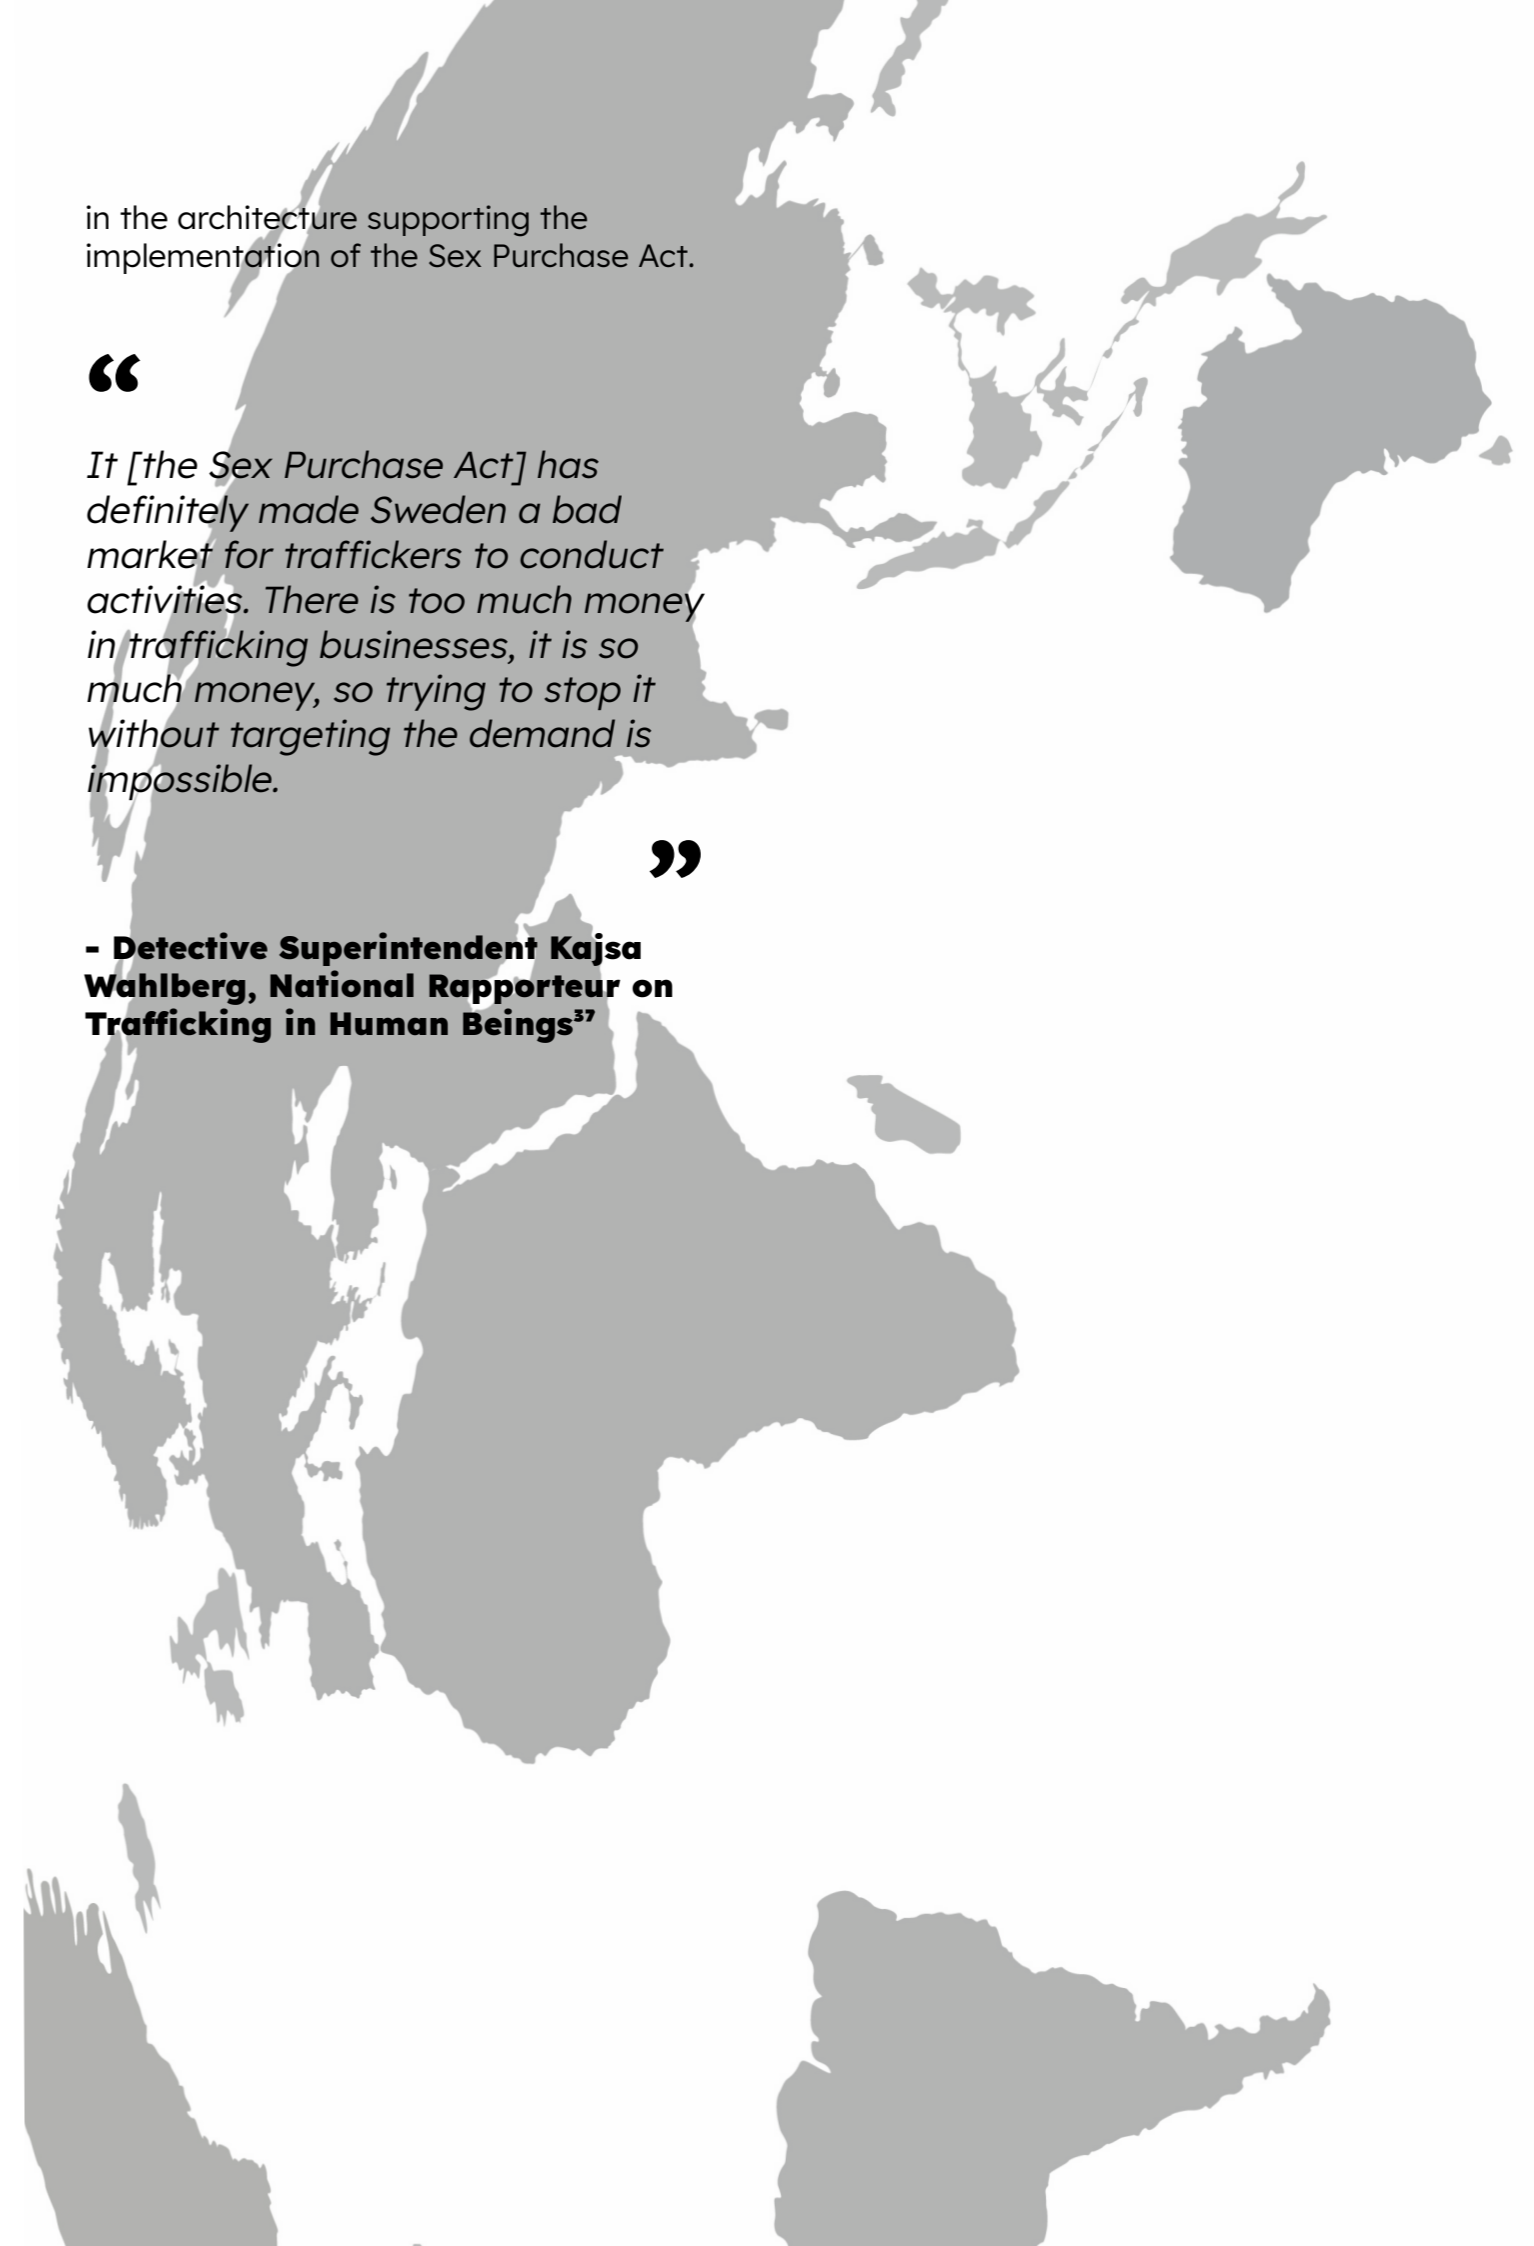 in the architecture supporting the
implementation of the Sex Purchase Act.
“
It [the Sex Purchase Act] has
definitely made Sweden a bad
market for traffickers to conduct
activities. There is too much money
in trafficking businesses, it is so
much money, so trying to stop it
without targeting the demand is
impossible.
”
- Detective Superintendent Kajsa
Wahlberg, National Rapporteur on
Trafficking in Human Beings³⁷